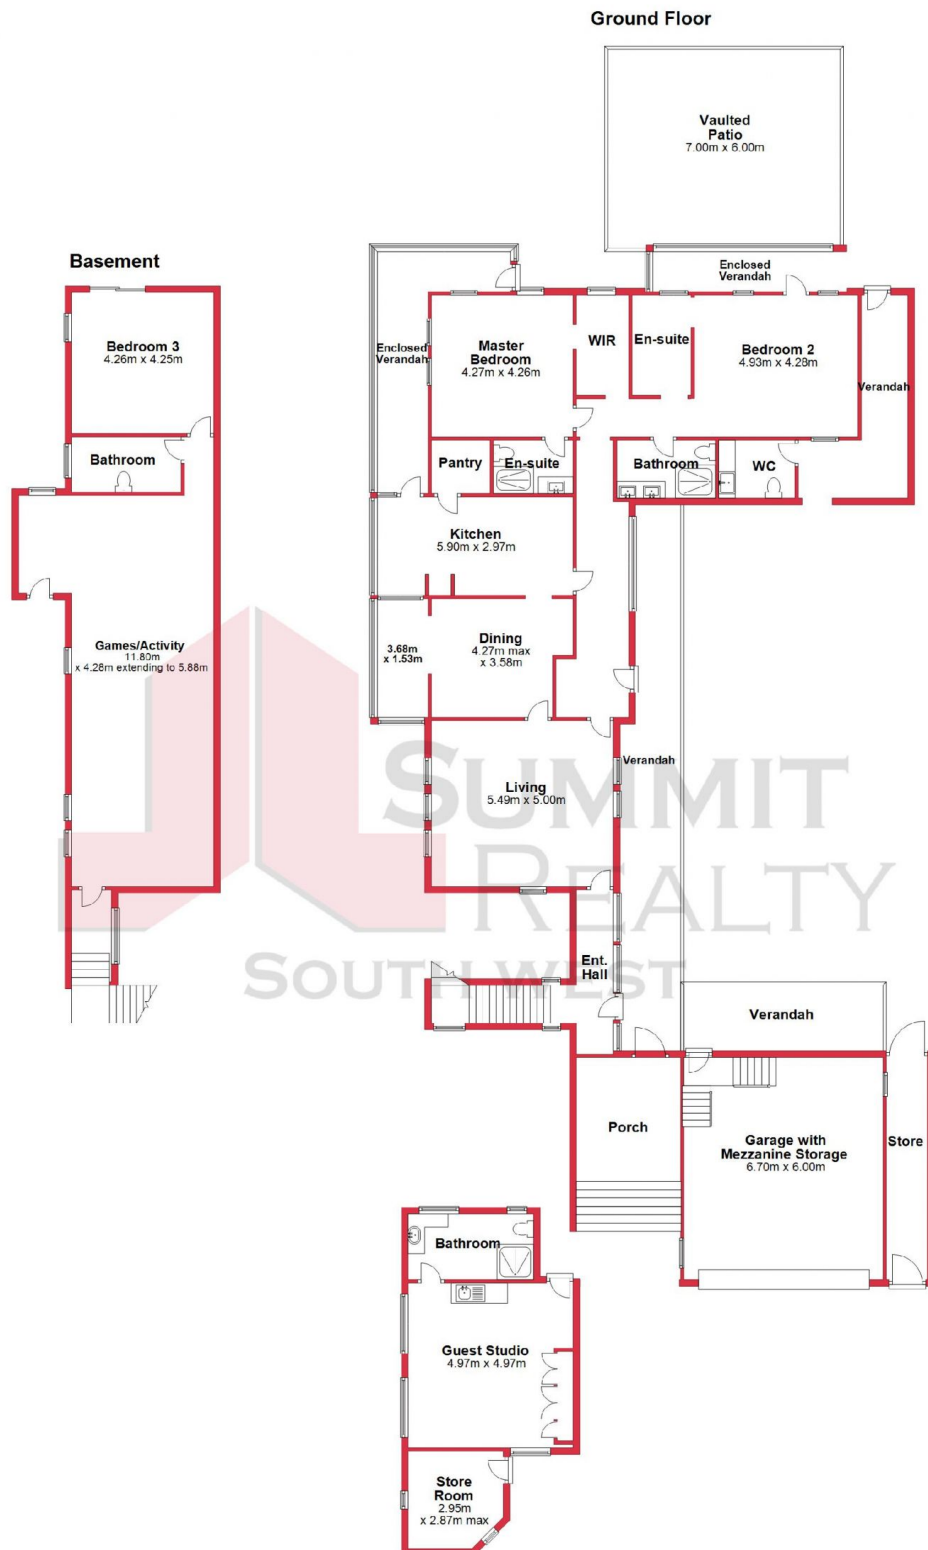 Ground Floor
Vaulted
Patio
7.00m x 6.00m
Basement
Enclosed
Verandah
Bedroom 3
4.26m x 4.25m
Enclosed
Verandah
Master
Bedroom
4.27m x 4.26m
WIR
En-suite
Bedroom 2
4.93m x 4.28m
Verandah
Bathroom
Pantry
En-suite
Bathroom
WC
Kitchen
5.90m x 2.97m
Games/Activity
11.80m
x 4.28m extending to 5.88m
3.68m
x 1.53m
Dining
4.27m max
x 3.58m
Living
5.49m x 5.00m
Verandah
SUMMIT
REALTY
SOUTH WEST
Ent.
Hall
Verandah
Porch
Garage with
Mezzanine Storage
6.70m x 6.00m
Store
Bathroom
Guest Studio
4.97m x 4.97m
Store
Room
2.95m
x 2.87m max